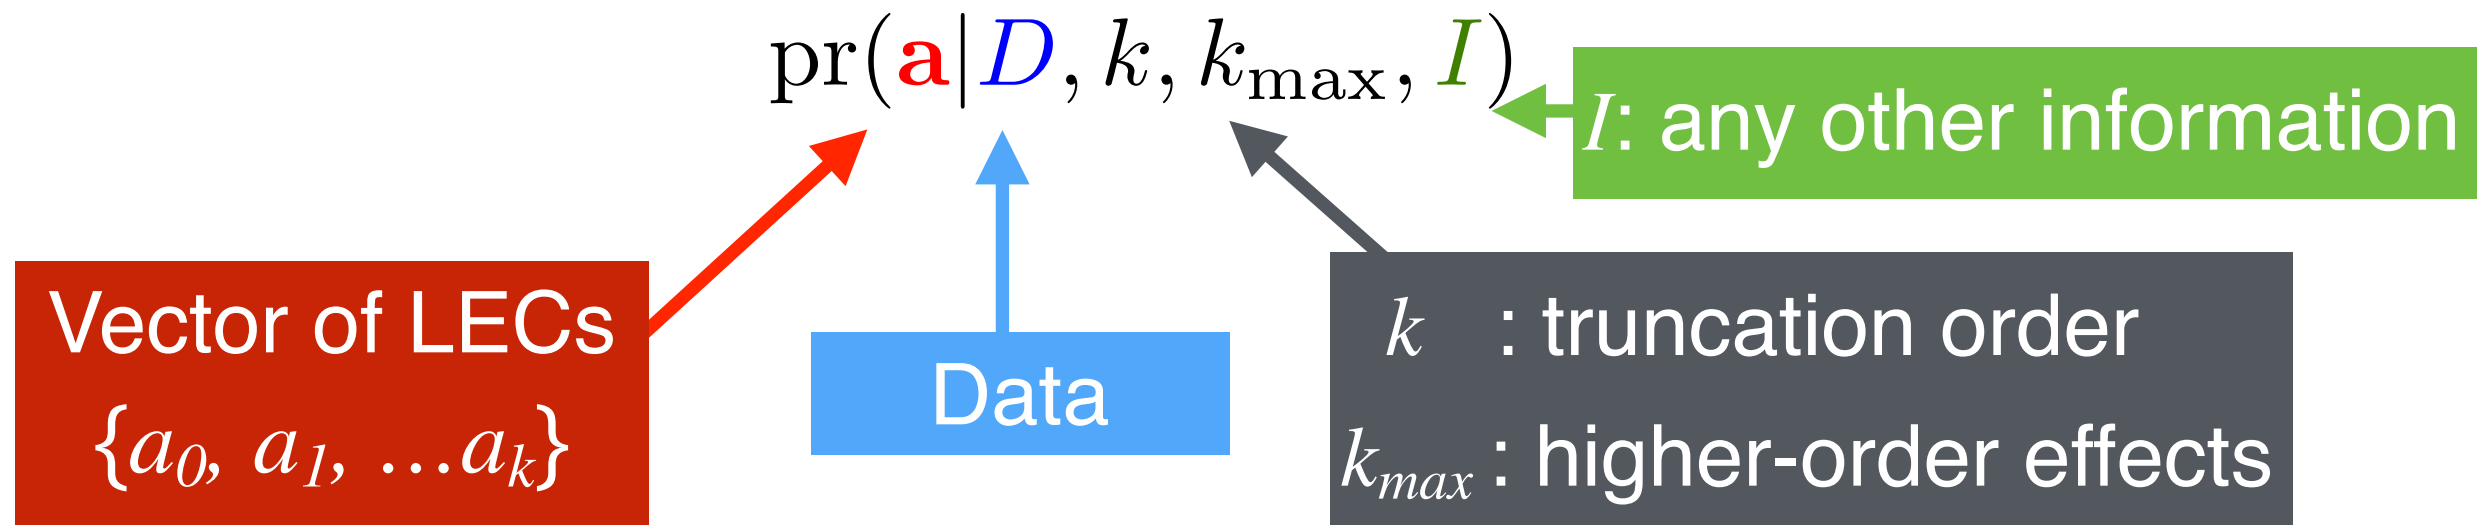 pr(a|D, k, k_max, I)
I: any other information
Vector of LECs
{a_0, a_1, ...a_k}
Data
k : truncation order
k_max : higher-order effects